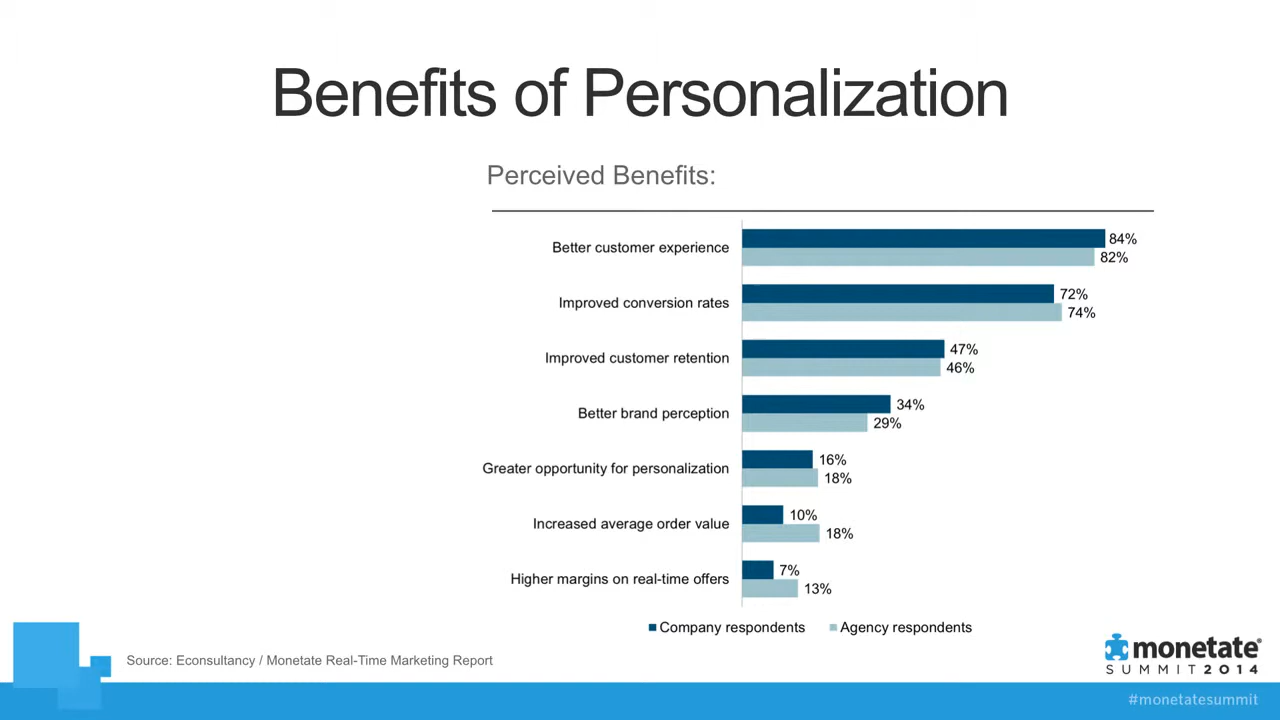 Benefits of Personalization
Perceived Benefits:
Better customer experience
84%
82%
Improved conversion rates
72%
74%
Improved customer retention
47%
46%
Better brand perception
34%
29%
Greater opportunity for personalization
16%
18%
Increased average order value
10%
18%
Higher margins on real-time offers
7%
13%
Company respondents
Agency respondents
Source: Econsultancy / Monetate Real-Time Marketing Report
monetate®
SUMMIT 2014
#monetatesummit